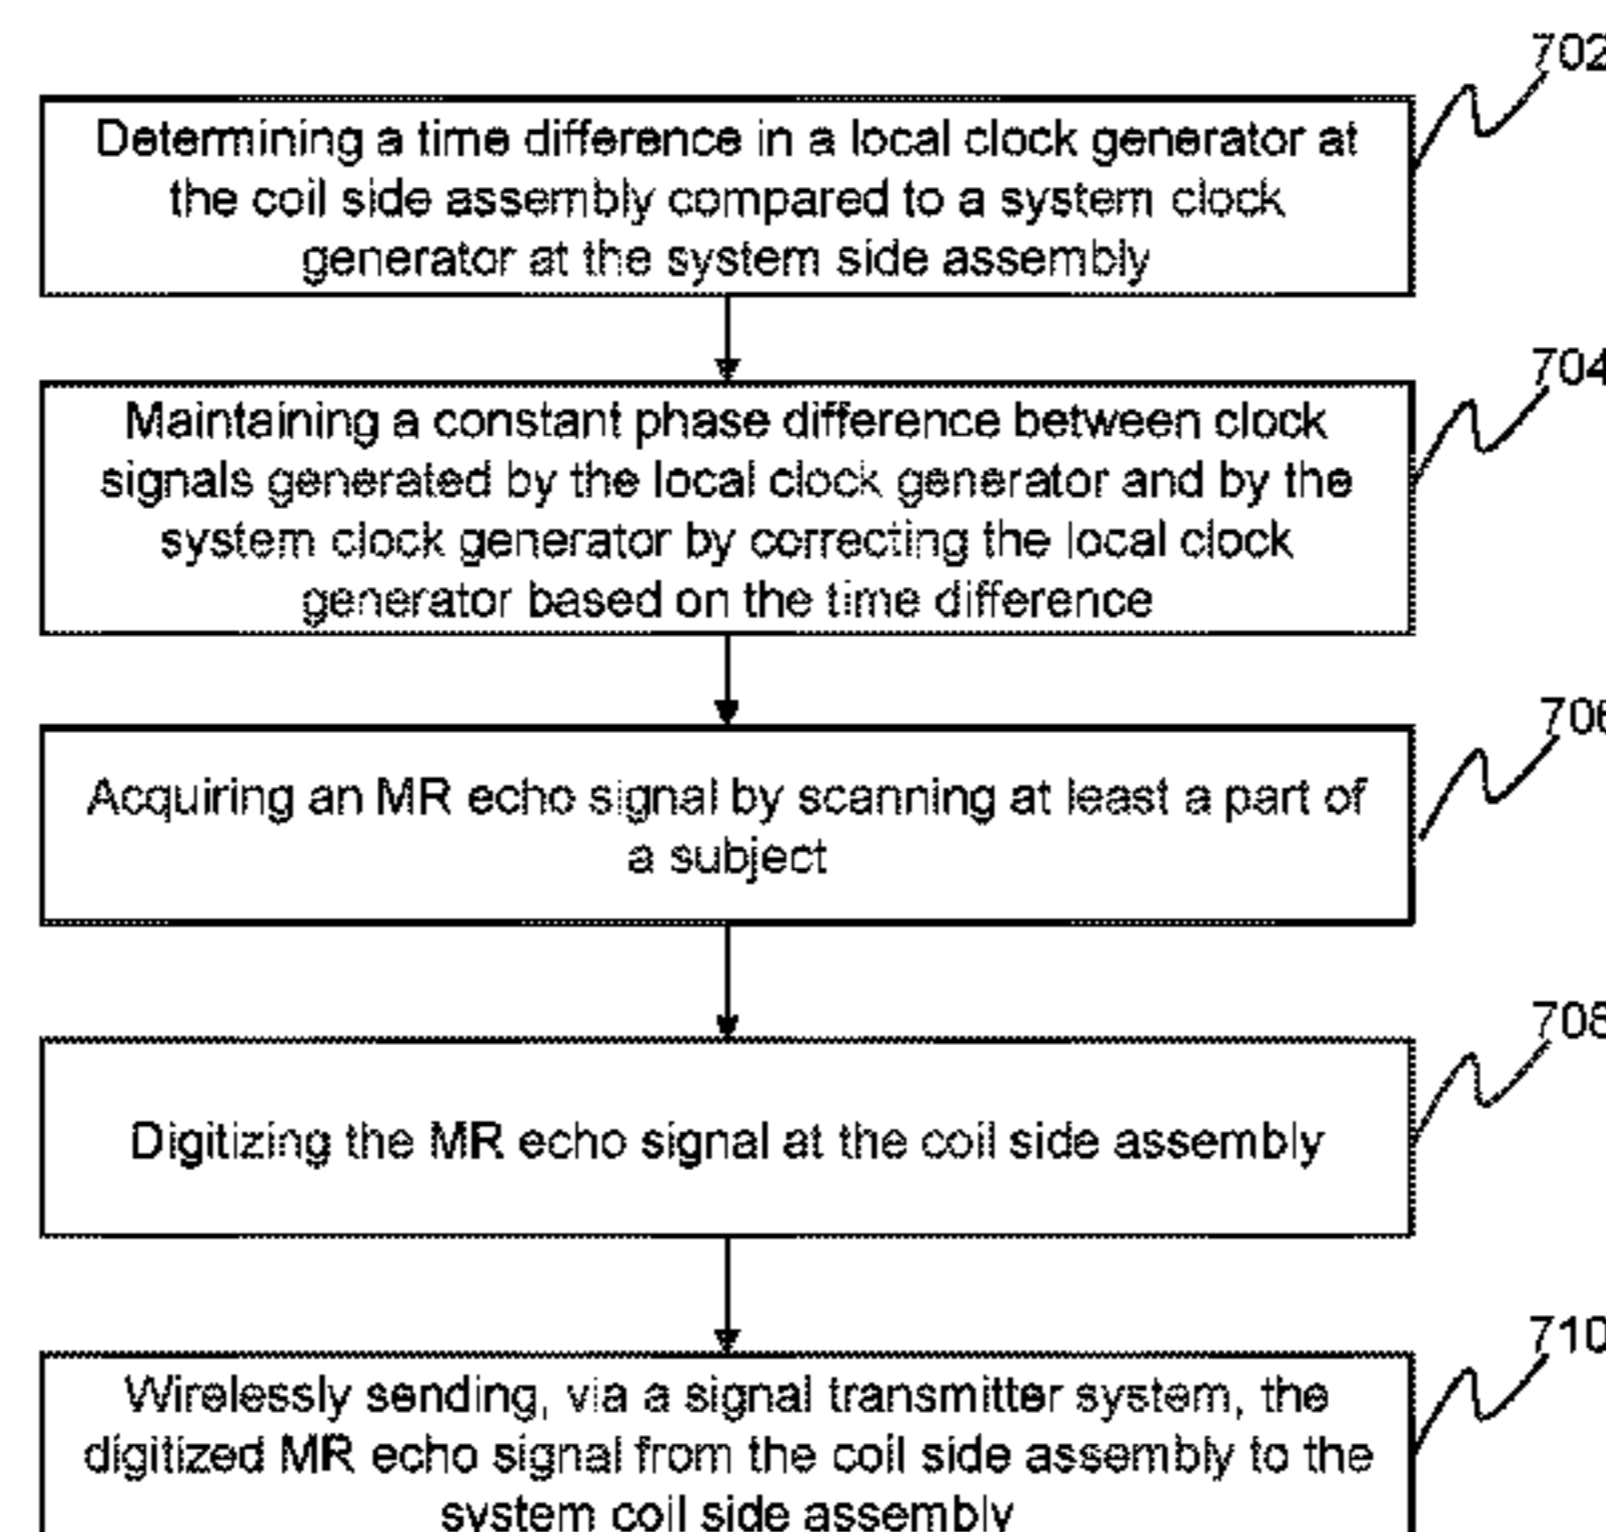 702
Determining a time difference in a local clock generator at
the coil side assembly compared to a system clock
generator at the system side assembly
704
Maintaining a constant phase difference between clock
signals generated by the local clock generator and by the
system clock generator by correcting the local clock
generator based on the time difference
706
Acquiring an MR echo signal by scanning at least a part of
a subject
708
Digitizing the MR echo signal at the coil side assembly
710
Wirelessly sending, via a signal transmitter system, the
digitized MR echo signal from the coil side assembly to the
system coil side assembly